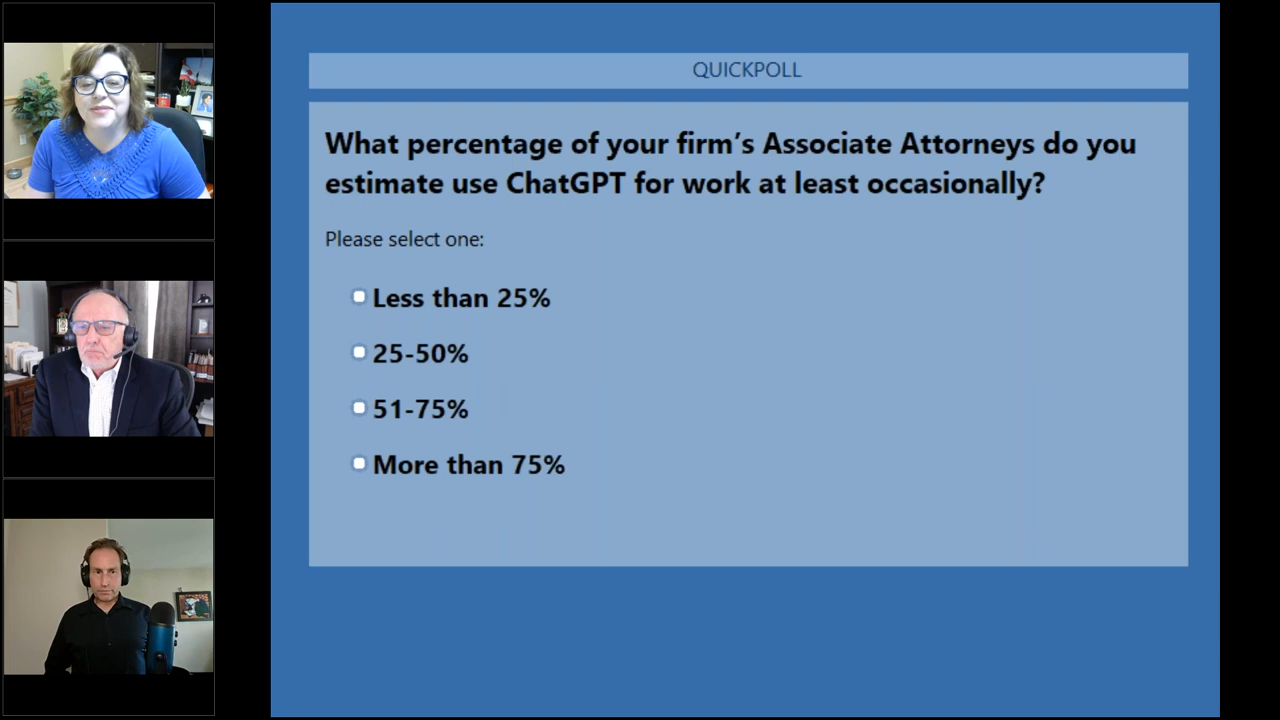 QUICKPOLL
What percentage of your firm’s Associate Attorneys do you
estimate use ChatGPT for work at least occasionally?
Please select one:
Less than 25%
25-50%
51-75%
More than 75%